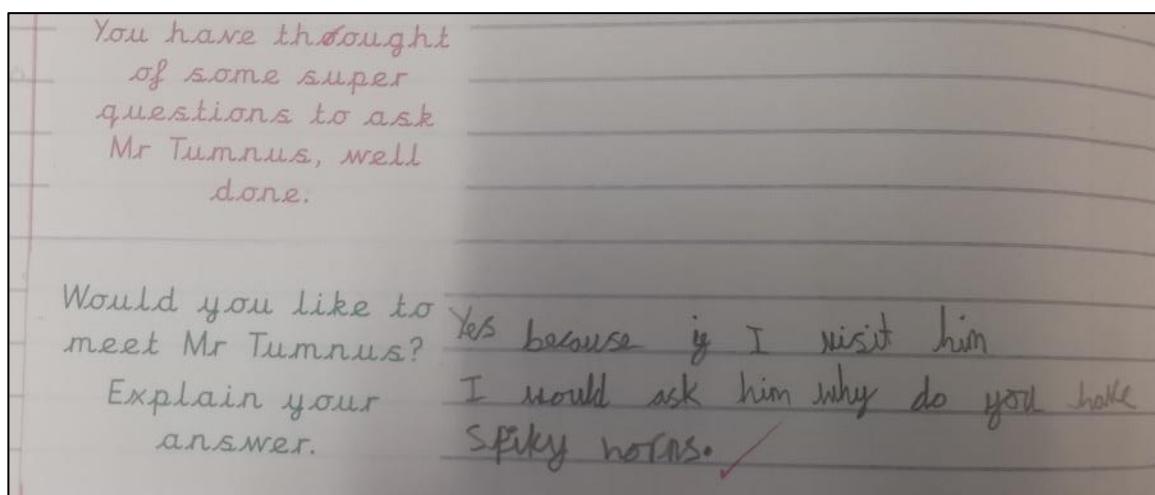 You have thought
of some super
questions to ask
Mr Tumnus, well
done.
Would you like to
meet Mr Tumnus?
Explain your
answer.
Yes because if I visit him
I would ask him why do you have
spiky horns.